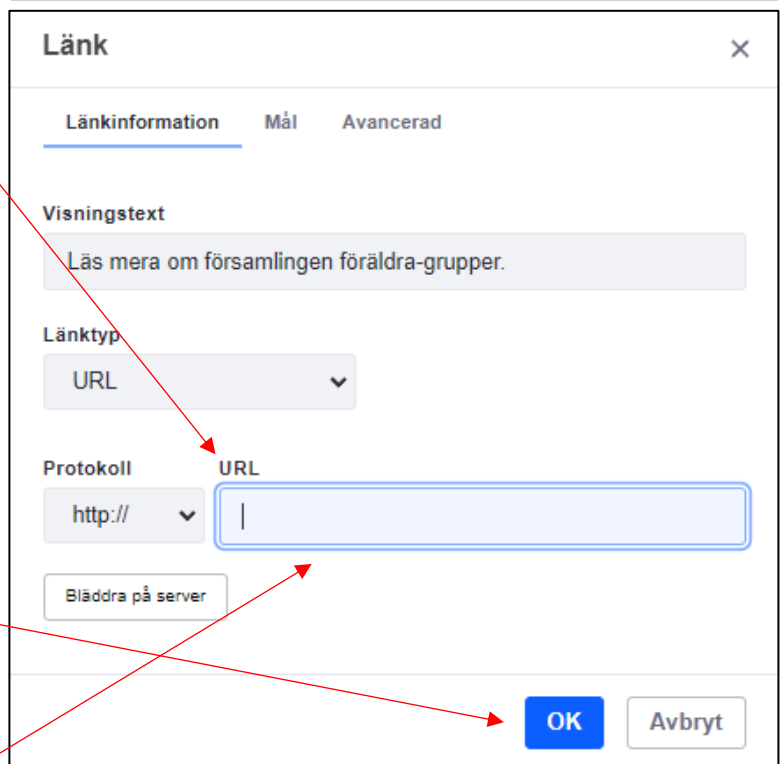 Länk
Länkinformation Mål Avancerad
Visningstext
Läs mera om församlingen föräldra-grupper.
Länktyp
URL
Protokoll URL
http://
Bläddra på server
OK Avbryt